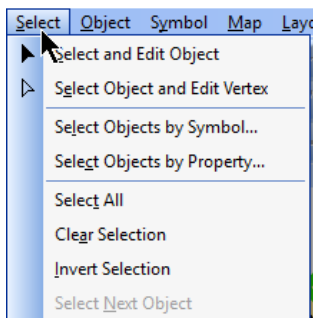 Select Object Symbol Map Layo
Select and Edit Object
Select Object and Edit Vertex
Select Objects by Symbol...
Select Objects by Property...
Select All
Clear Selection
Invert Selection
Select Next Object